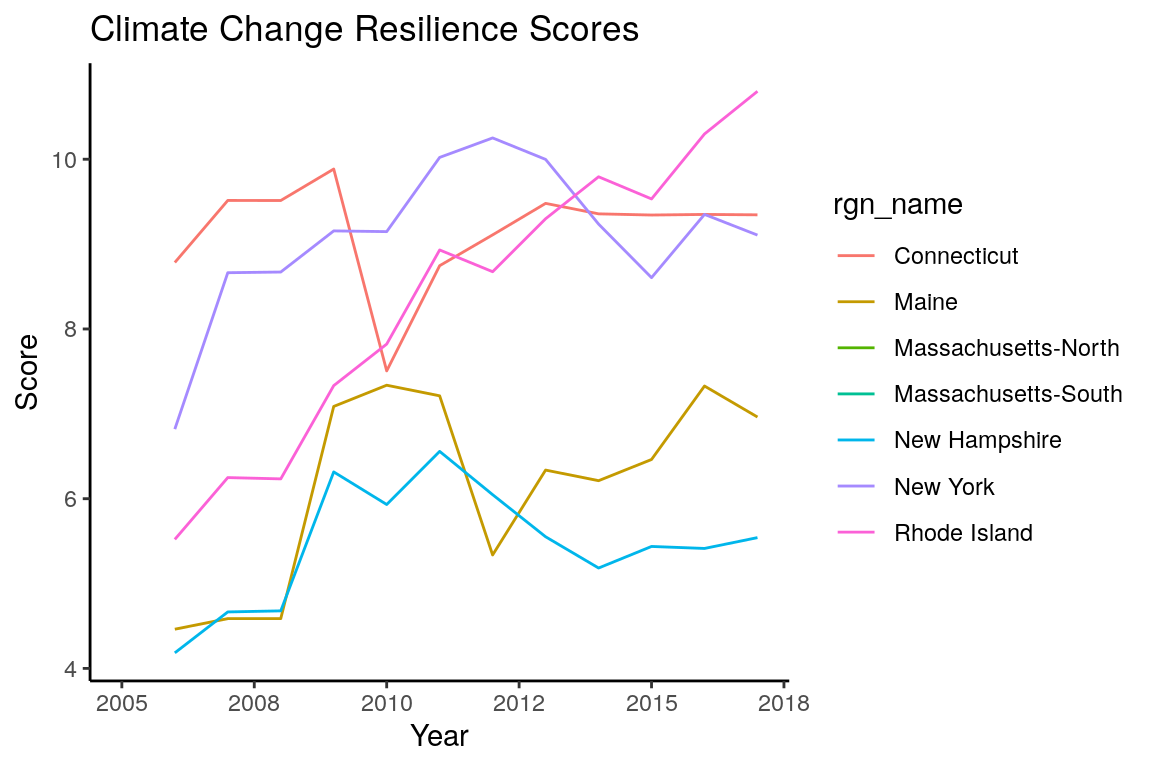 Climate Change Resilience Scores
10
8
6
4
Score
2005 2008 2010 2012 2015 2018
Year
rgn_name
Connecticut
Maine
Massachusetts-North
Massachusetts-South
New Hampshire
New York
Rhode Island